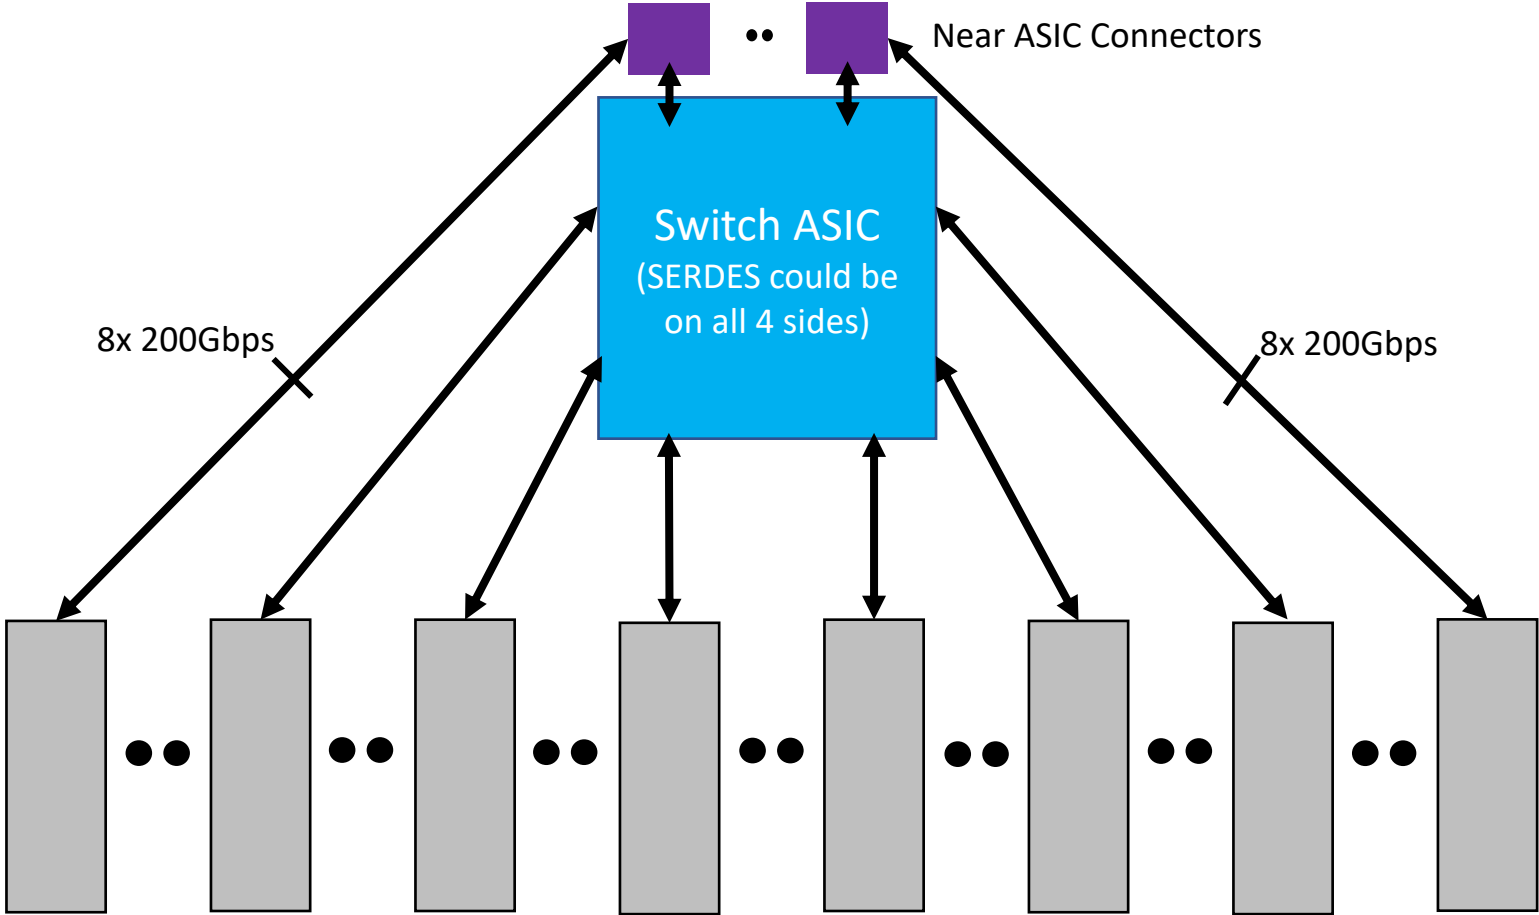 Near ASIC Connectors
Switch ASIC
(SERDES could be
on all 4 sides)
8x 200Gbps
8x 200Gbps